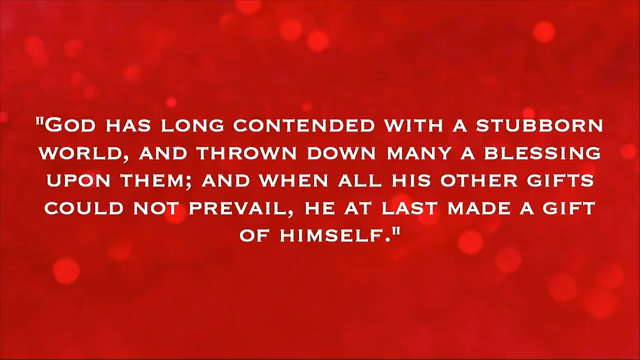 "God has long contended with a stubborn
world, and thrown down many a blessing
upon them; and when all his other gifts
could not prevail, he at last made a gift
of himself."